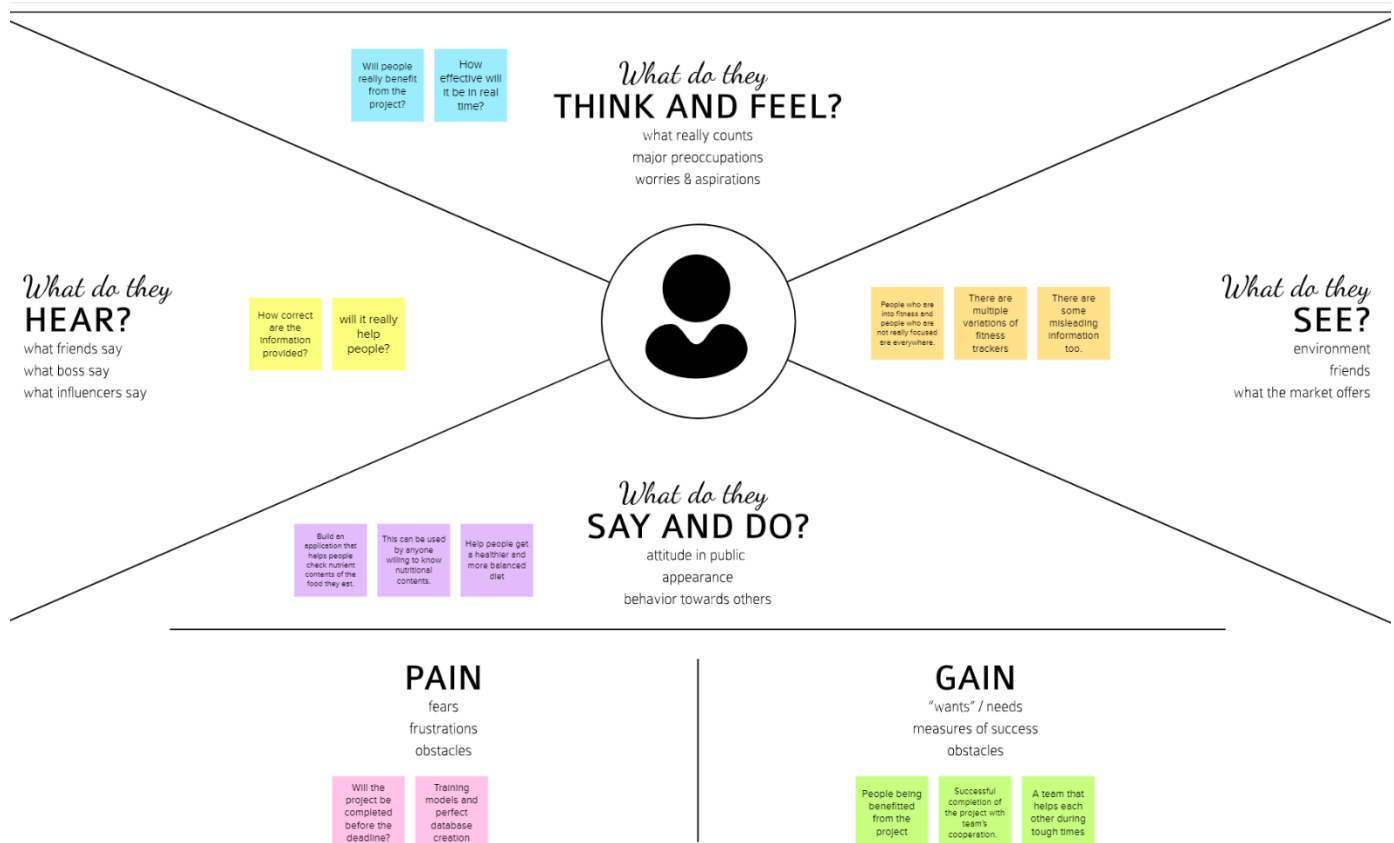 Will people
really benefit
from the
project?
How
effective will
it be in real
time?
What do they
THINK AND FEEL?
what really counts
major preoccupations
worries & aspirations
What do they
HEAR?
what friends say
what boss say
what influencers say
How correct
are the
information
provided?
will it really
help
people?
People who are
into fitness and
people who are
not really focused
are everywhere.
There are
multiple
variations of
fitness
trackers
There are
some
misleading
information
too.
What do they
SEE?
environment
friends
what the market offers
What do they
SAY AND DO?
attitude in public
appearance
behavior towards others
Build an
application that
helps people
check nutrient
contents of the
food they eat.
This can be used
by anyone
willing to know
nutritional
contents.
Help people get
a healthier and
more balanced
diet
PAIN
fears
frustrations
obstacles
Will the
project be
completed
before the
deadline?
Training
models and
perfect
database
creation
GAIN
“wants” / needs
measures of success
obstacles
People being
benefitted
from the
project
Successful
completion of
the project with
team's
cooperation.
A team that
helps each
other during
tough times